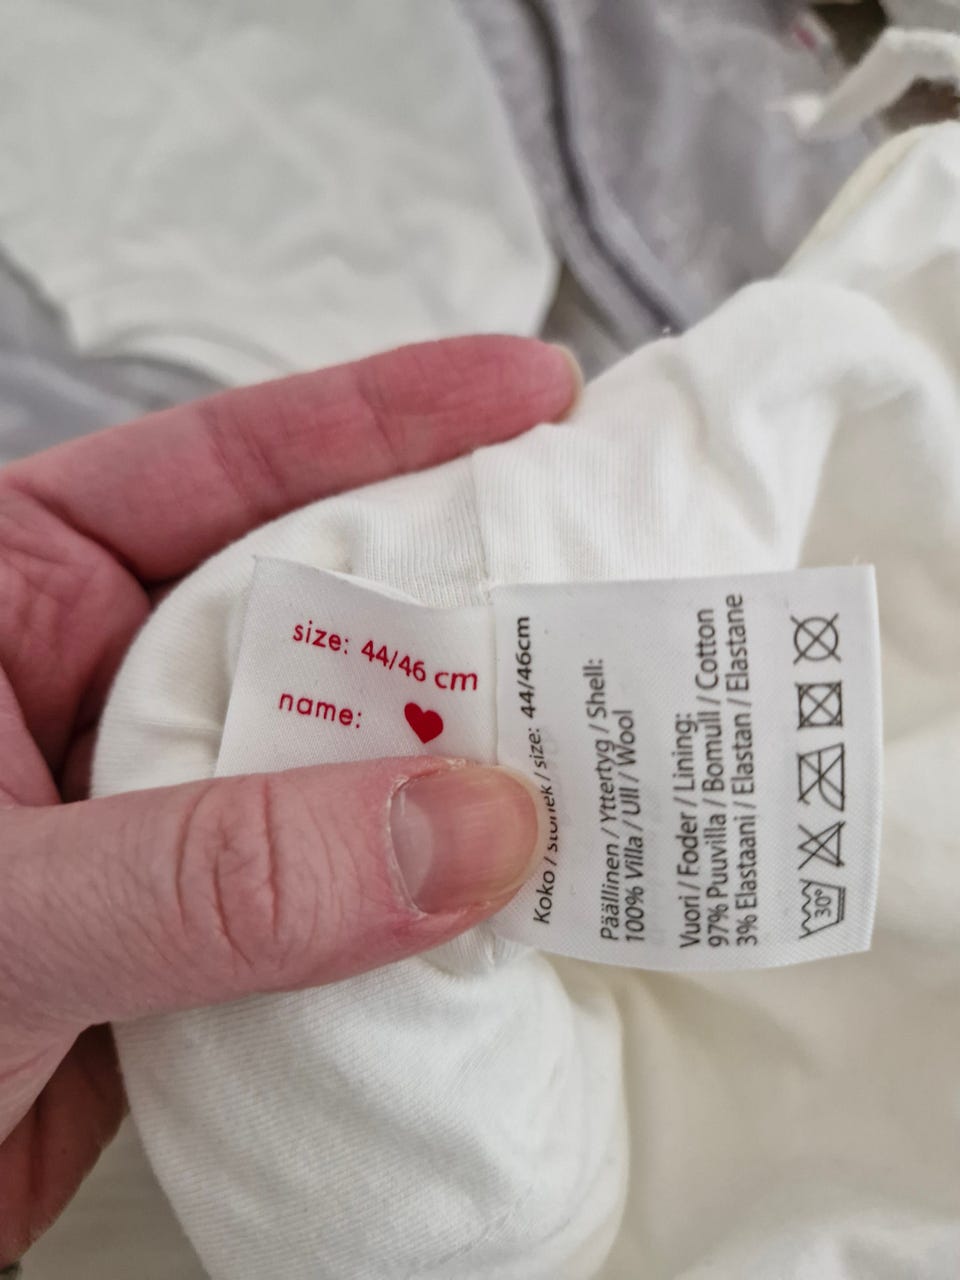 size: 44/46 cm
name:
Koko / storlek / size: 44/46cm
Päällinen / Yttertyg / Shell:
100% Villa / Ull / Wool
Vuori / Foder / Lining:
97% Puuvilla / Bomull / Cotton
3% Elastaani / Elastan / Elastane
30°